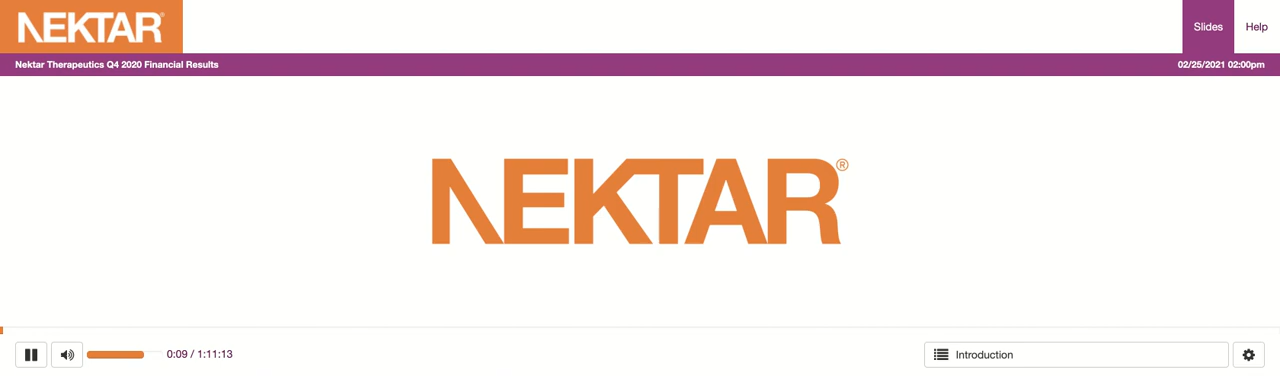 NEKTAR®
Slides Help
Nektar Therapeutics Q4 2020 Financial Results 02/25/2021 02:00pm
NEKTAR®
0:09 / 1:11:13 Introduction